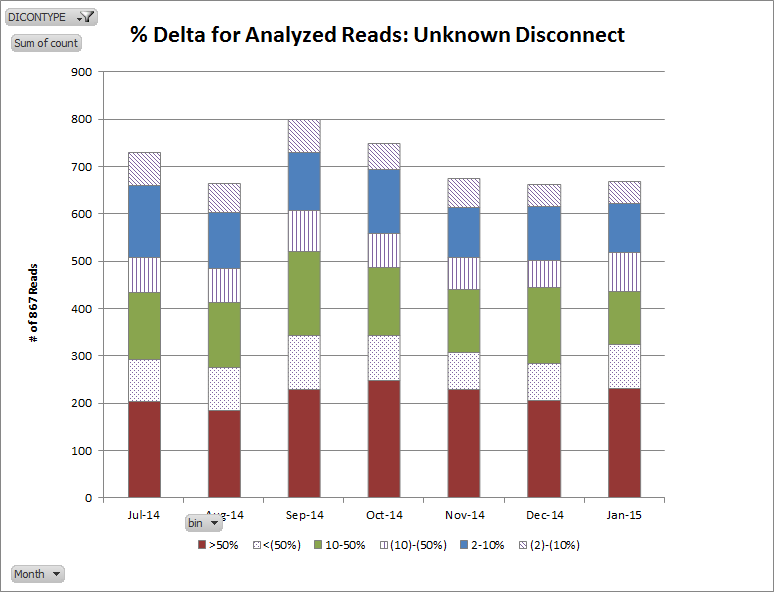 DICONTYPE
Sum of count
% Delta for Analyzed Reads: Unknown Disconnect
900
800
700
600
500
400
300
200
100
0
# of 867 Reads
Jul-14 Aug-14 Sep-14 Oct-14 Nov-14 Dec-14 Jan-15
bin
>50% <(50%) 10-50% (10)-(50%) 2-10% (2)-(10%)
Month